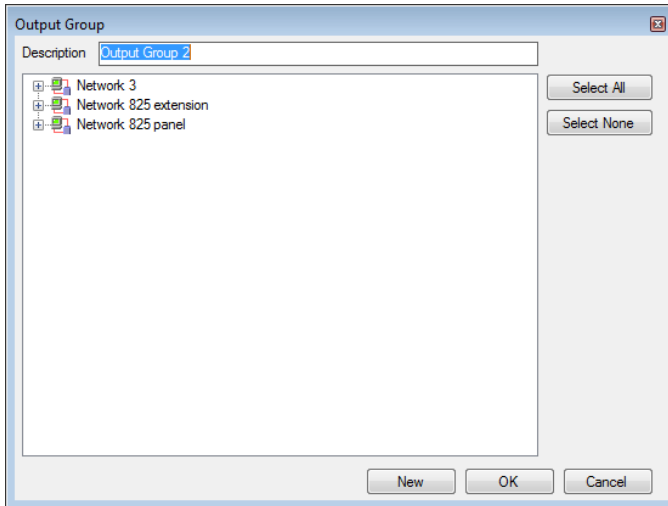 Output Group
Description Output Group 2
Network 3
Network 825 extension
Network 825 panel
Select All
Select None
New OK Cancel